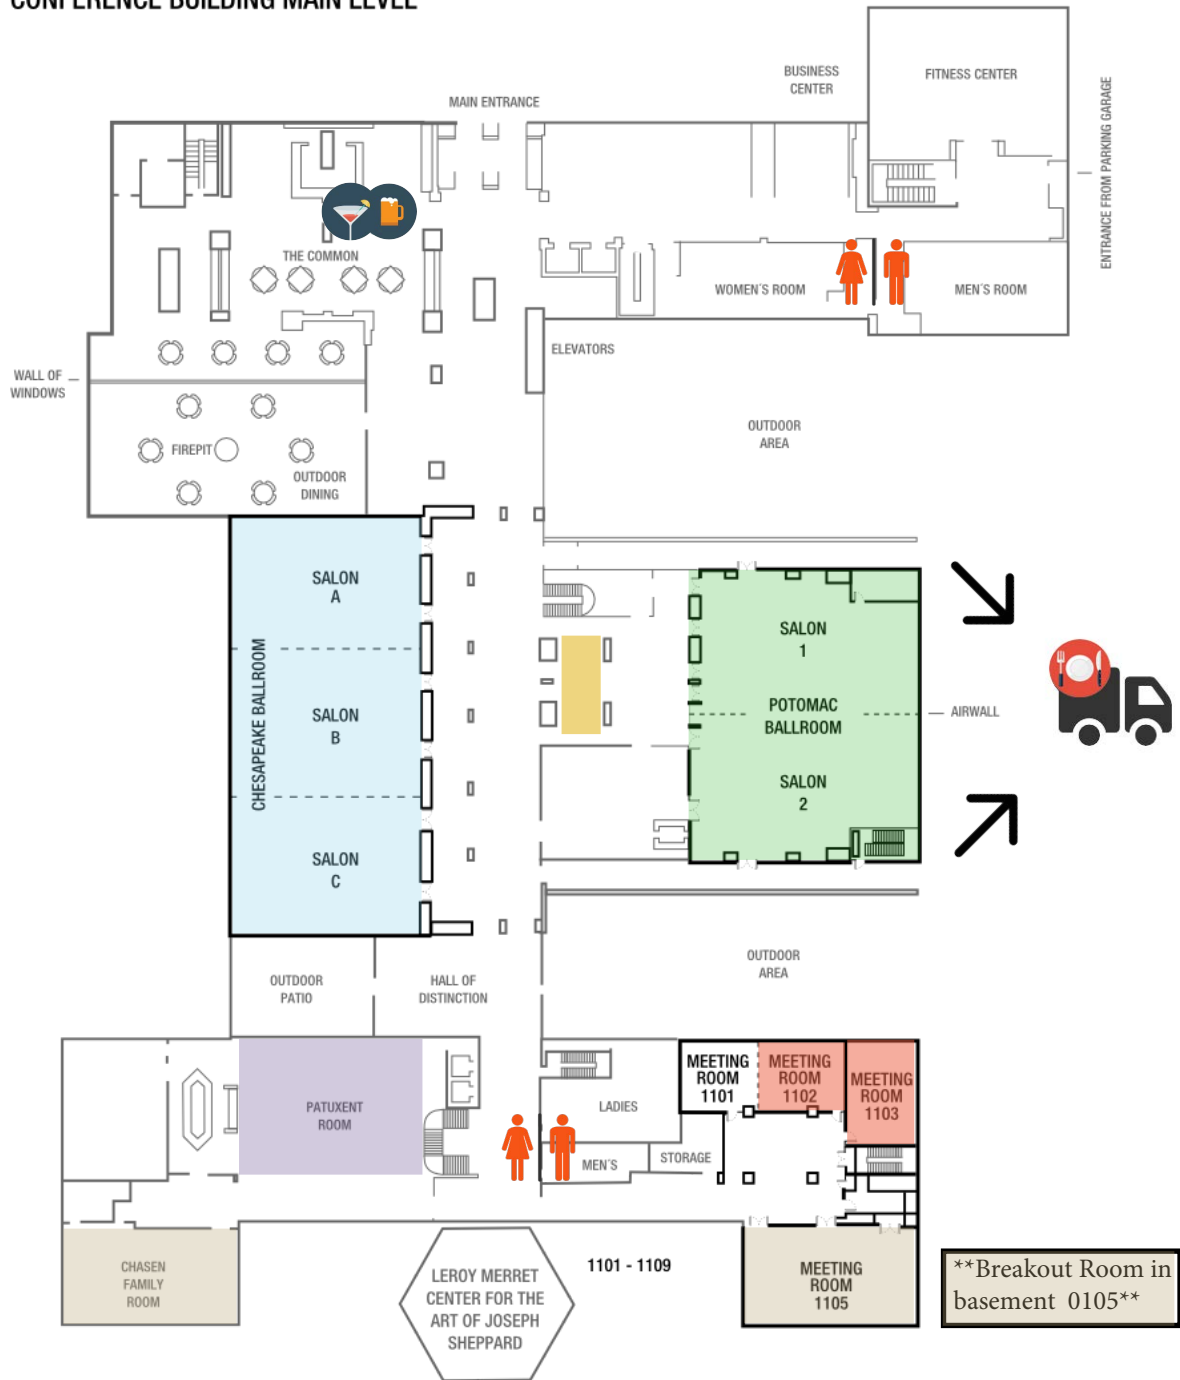 CONFERENCE BUILDING MAIN LEVEL
BUSINESS
CENTER
FITNESS CENTER
MAIN ENTRANCE
ENTRANCE FROM PARKING GARAGE
THE COMMON
WOMEN'S ROOM
MEN'S ROOM
ELEVATORS
WALL OF
WINDOWS
OUTDOOR
AREA
FIREPIT
OUTDOOR
DINING
SALON
A
SALON
1
CHESAPEAKE BALLROOM
SALON
B
POTOMAC
BALLROOM
AIRWALL
SALON
2
SALON
C
OUTDOOR
PATIO
HALL OF
DISTINCTION
OUTDOOR
AREA
MEETING
ROOM
1101
MEETING
ROOM
1102
MEETING
ROOM
1103
PATUXENT
ROOM
LADIES
MEN'S
STORAGE
CHASEN
FAMILY
ROOM
LEROY MERRET
CENTER FOR THE
ART OF JOSEPH
SHEPPARD
1101 - 1109
MEETING
ROOM
1105
**Breakout Room in
basement 0105**